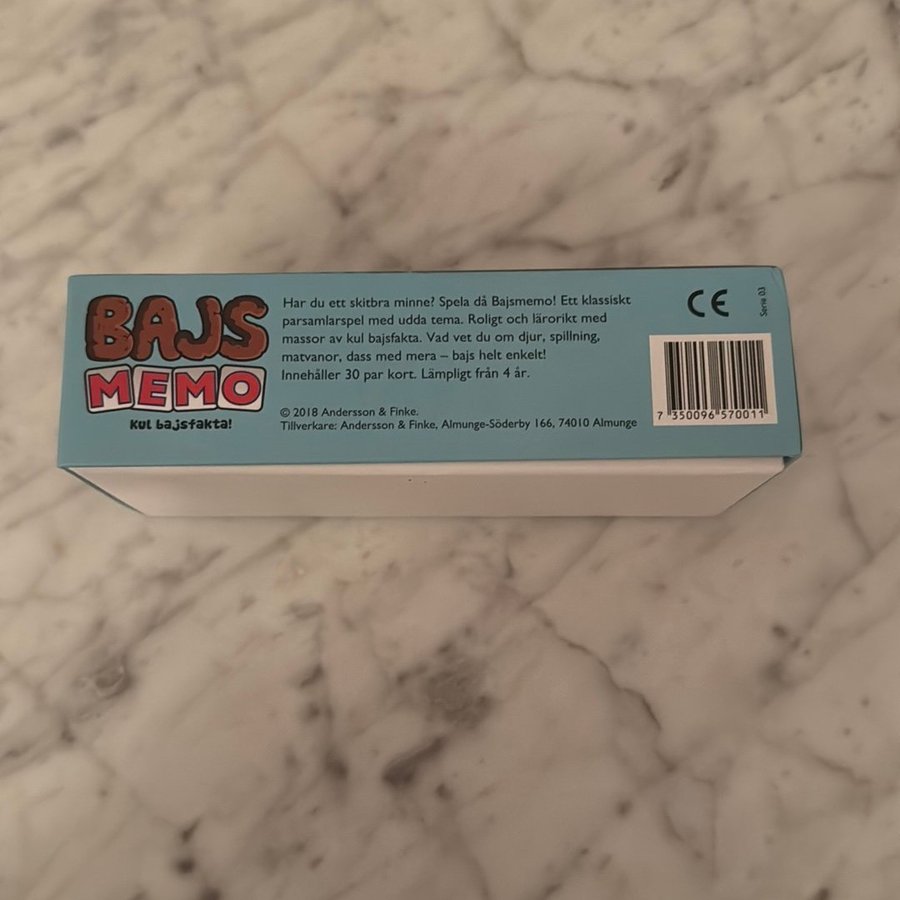 BAJS
MEMO
Kul bajsfakta!
Har du ett skitbra minne? Spela då Bajsmemo! Ett klassiskt
parsamlarspel med udda tema. Roligt och lärorikt med
massor av kul bajsfakta. Vad vet du om djur, spillning,
matvanor, dass med mera – bajs helt enkelt!
Innehåller 30 par kort. Lämpligt från 4 år.
© 2018 Andersson & Finke.
Tillverkare: Andersson & Finke, Almunge-Söderby 166, 74010 Almunge
CE
Serie 03
7 350096 570011